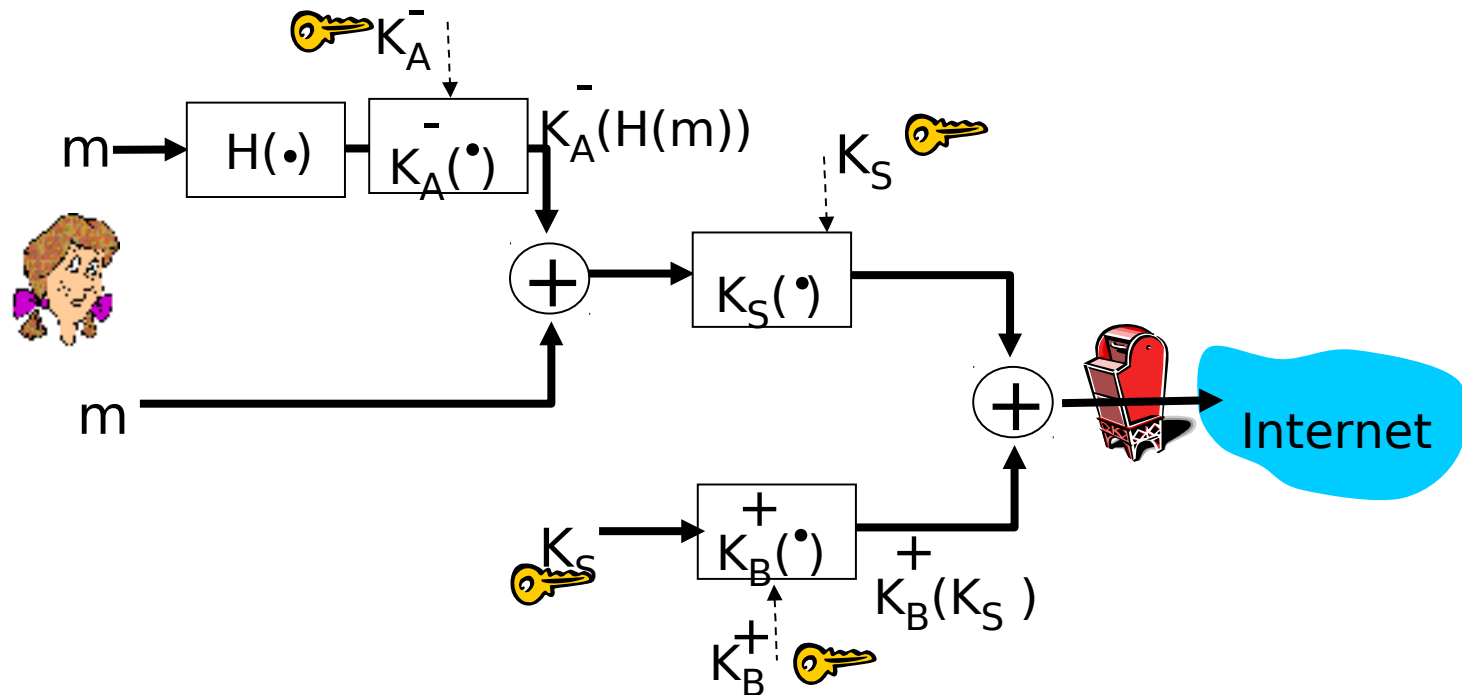 K_A^-
m
H(•)
K_A^-(•)
K_A^-(H(m))
K_S
+
K_S(•)
m
+
Internet
K_S
K_B^+(•)
K_B^+(K_S )
K_B^+